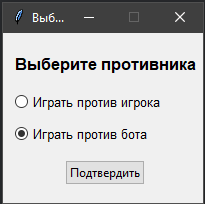 Выб...
Выберите противника
Играть против игрока
Играть против бота
Подтвердить